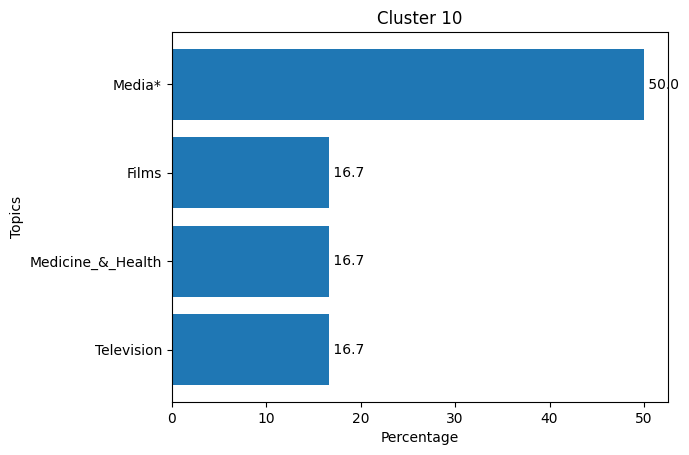 Cluster 10
Topics
Media*
50.0
Films
16.7
Medicine_&_Health
16.7
Television
16.7
0 10 20 30 40 50
Percentage